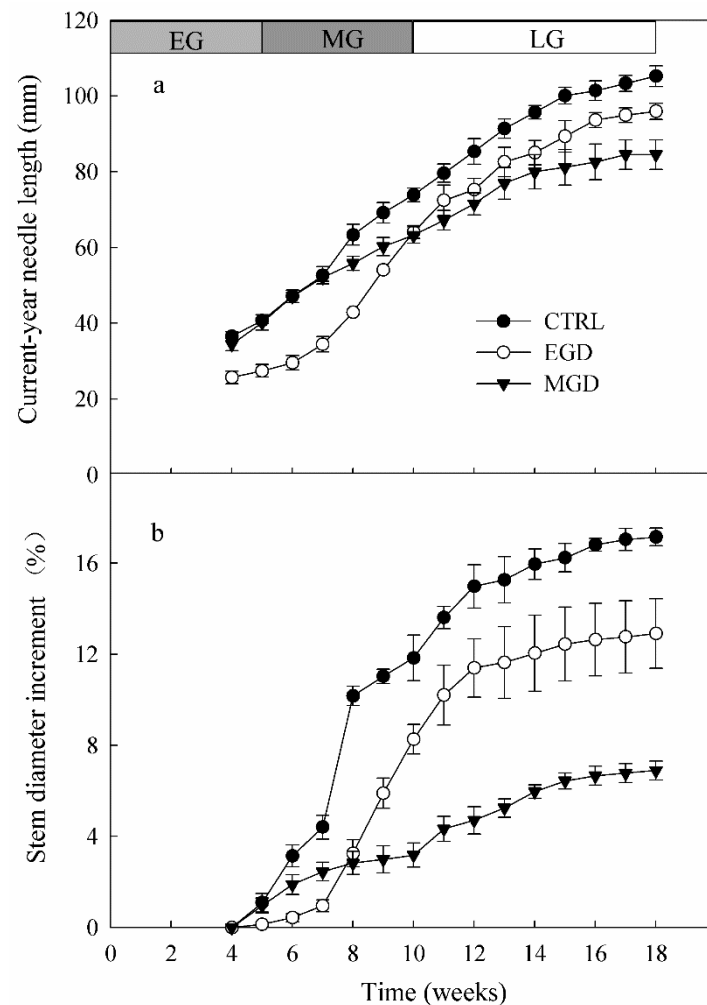 120
EG MG LG
a
100
80
60
40
20
0
Current-year needle length (mm)
CTRL
EGD
MGD
b
16
12
8
4
0
Stem diameter increment (%)
0 2 4 6 8 10 12 14 16 18
Time (weeks)